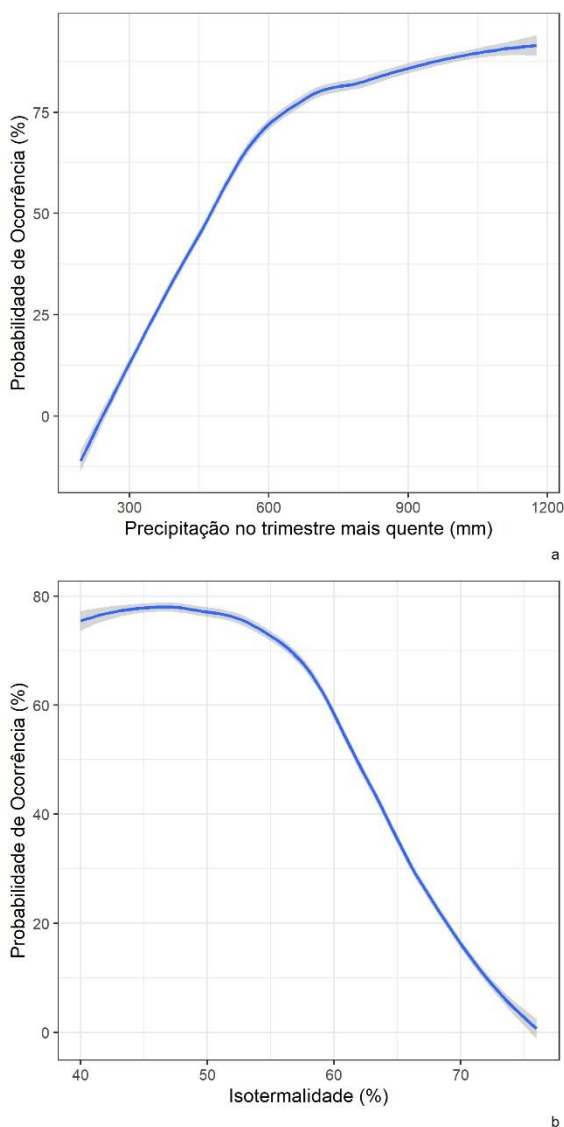 Probabilidade de Ocorrência (%)
75
50
25
0
300
600
900
1200
Precipitação no trimestre mais quente (mm)
a
Probabilidade de Ocorrência (%)
80
60
40
20
0
40
50
60
70
Isotermalidade (%)
b